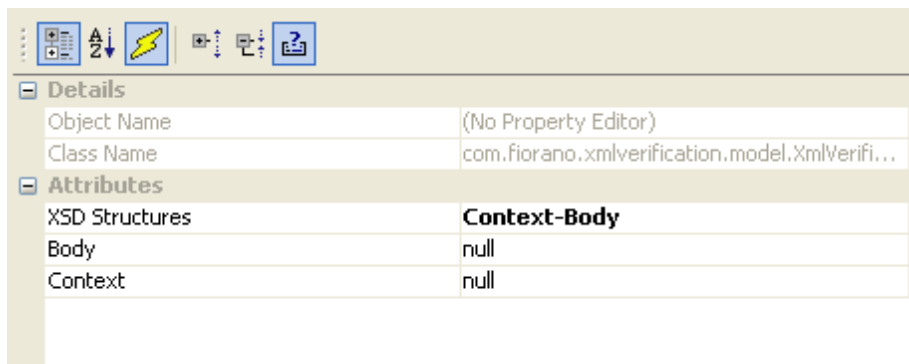 Details
Object Name (No Property Editor)
Class Name com.fiorano.xmlverification.model.XmlVerifi...
Attributes
XSD Structures Context-Body
Body null
Context null